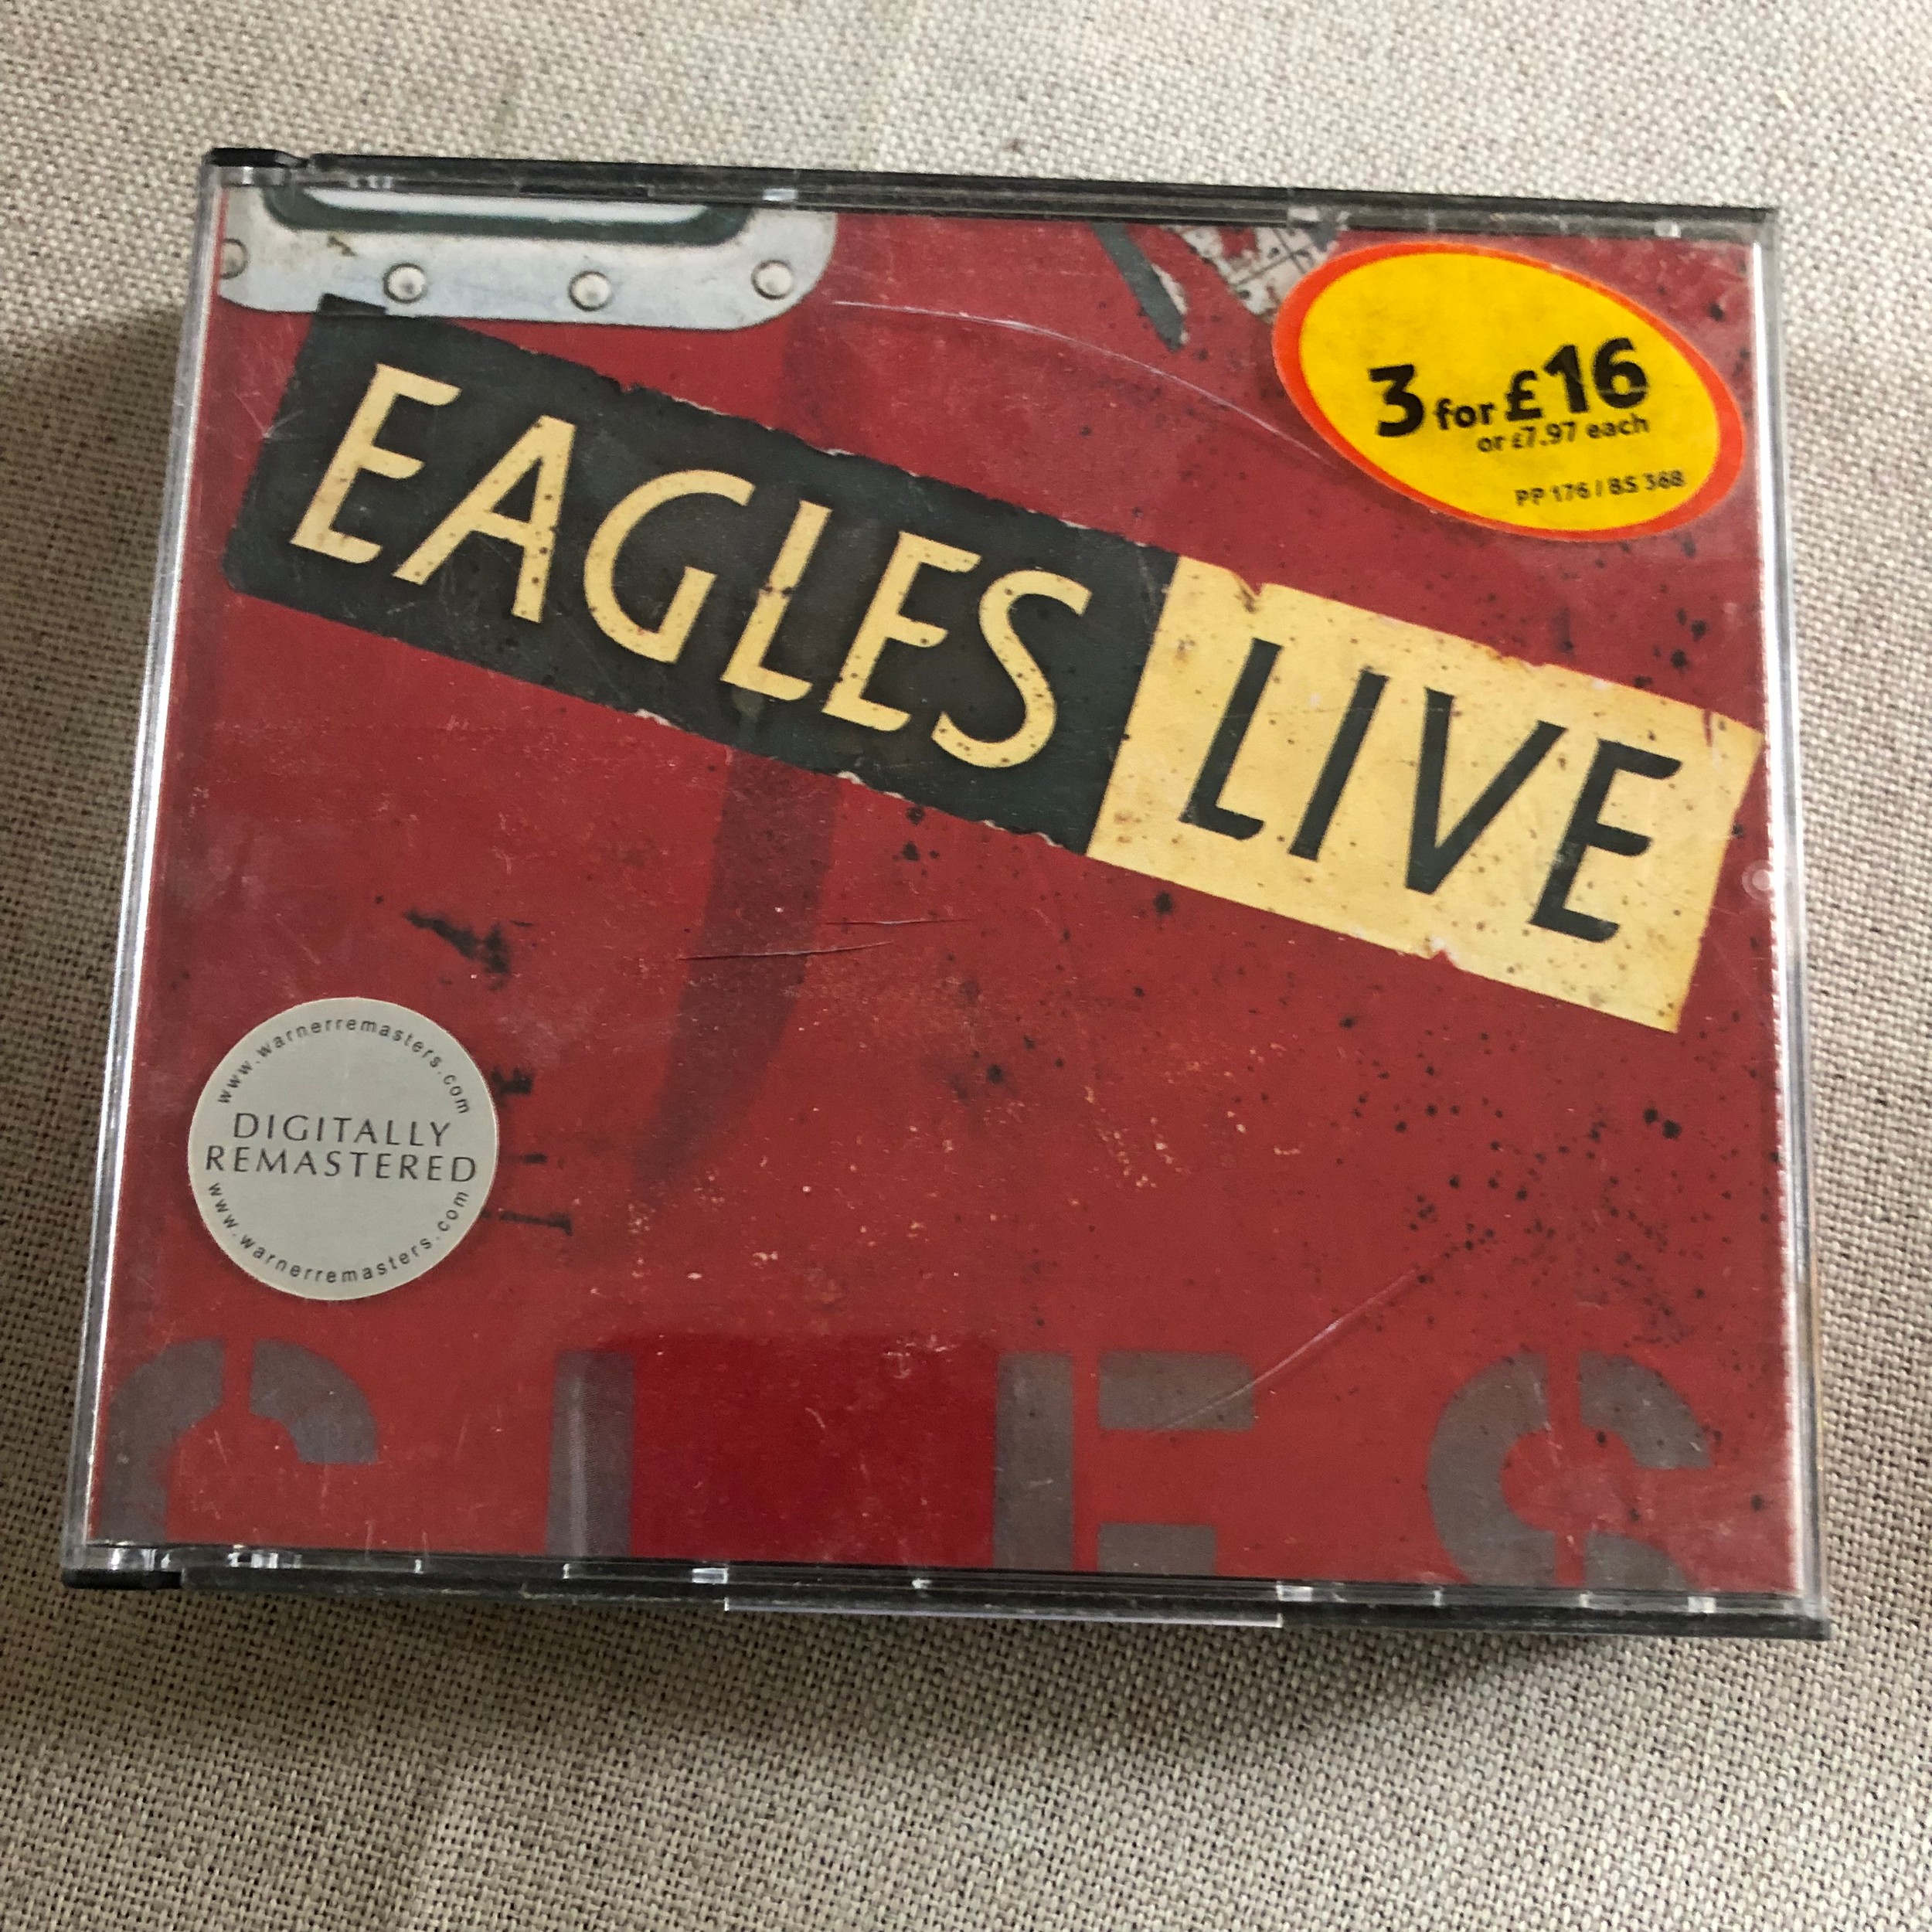 EAGLES LIVE
3 for £16
or £7.97 each
PP 176 / BS 368
www.warnerremasters.com
DIGITALLY
REMASTERED
www.warnerremasters.com